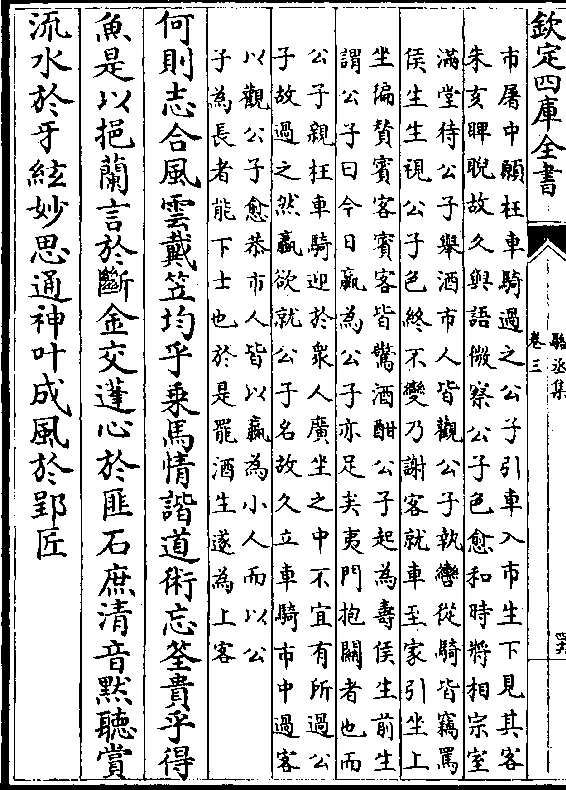 欽定四庫全書
駱丞集
卷三
市屠中願枉車騎過之公子引車入市生下見其客
朱亥睥睨故久與語微察公子色愈和時將相宗室
滿堂待公子舉酒市人皆觀公子執轡從騎皆竊罵
侯生生視公子色終不變乃謝客就車至家引坐上
坐徧賛賓客賓客皆驚酒酣公子起為壽侯生前生
謂公子曰今日嬴為公子亦足矣夷門抱關者也而
公子親枉車騎迎於衆人廣坐之中不宜有所過公
子故過之然嬴欲就公子名故久立車騎市中過客
以觀公子愈恭市人皆以嬴為小人而以公
子為長者能下士也於是罷酒生遂為上客
何則志合風雲戴笠均乎乗馬情諧道術忘筌貴乎得
魚是以挹蘭言於斷金交蓬心於匪石庶清音黙聽賞
流水於牙絃妙思通神叶成風於郢匠